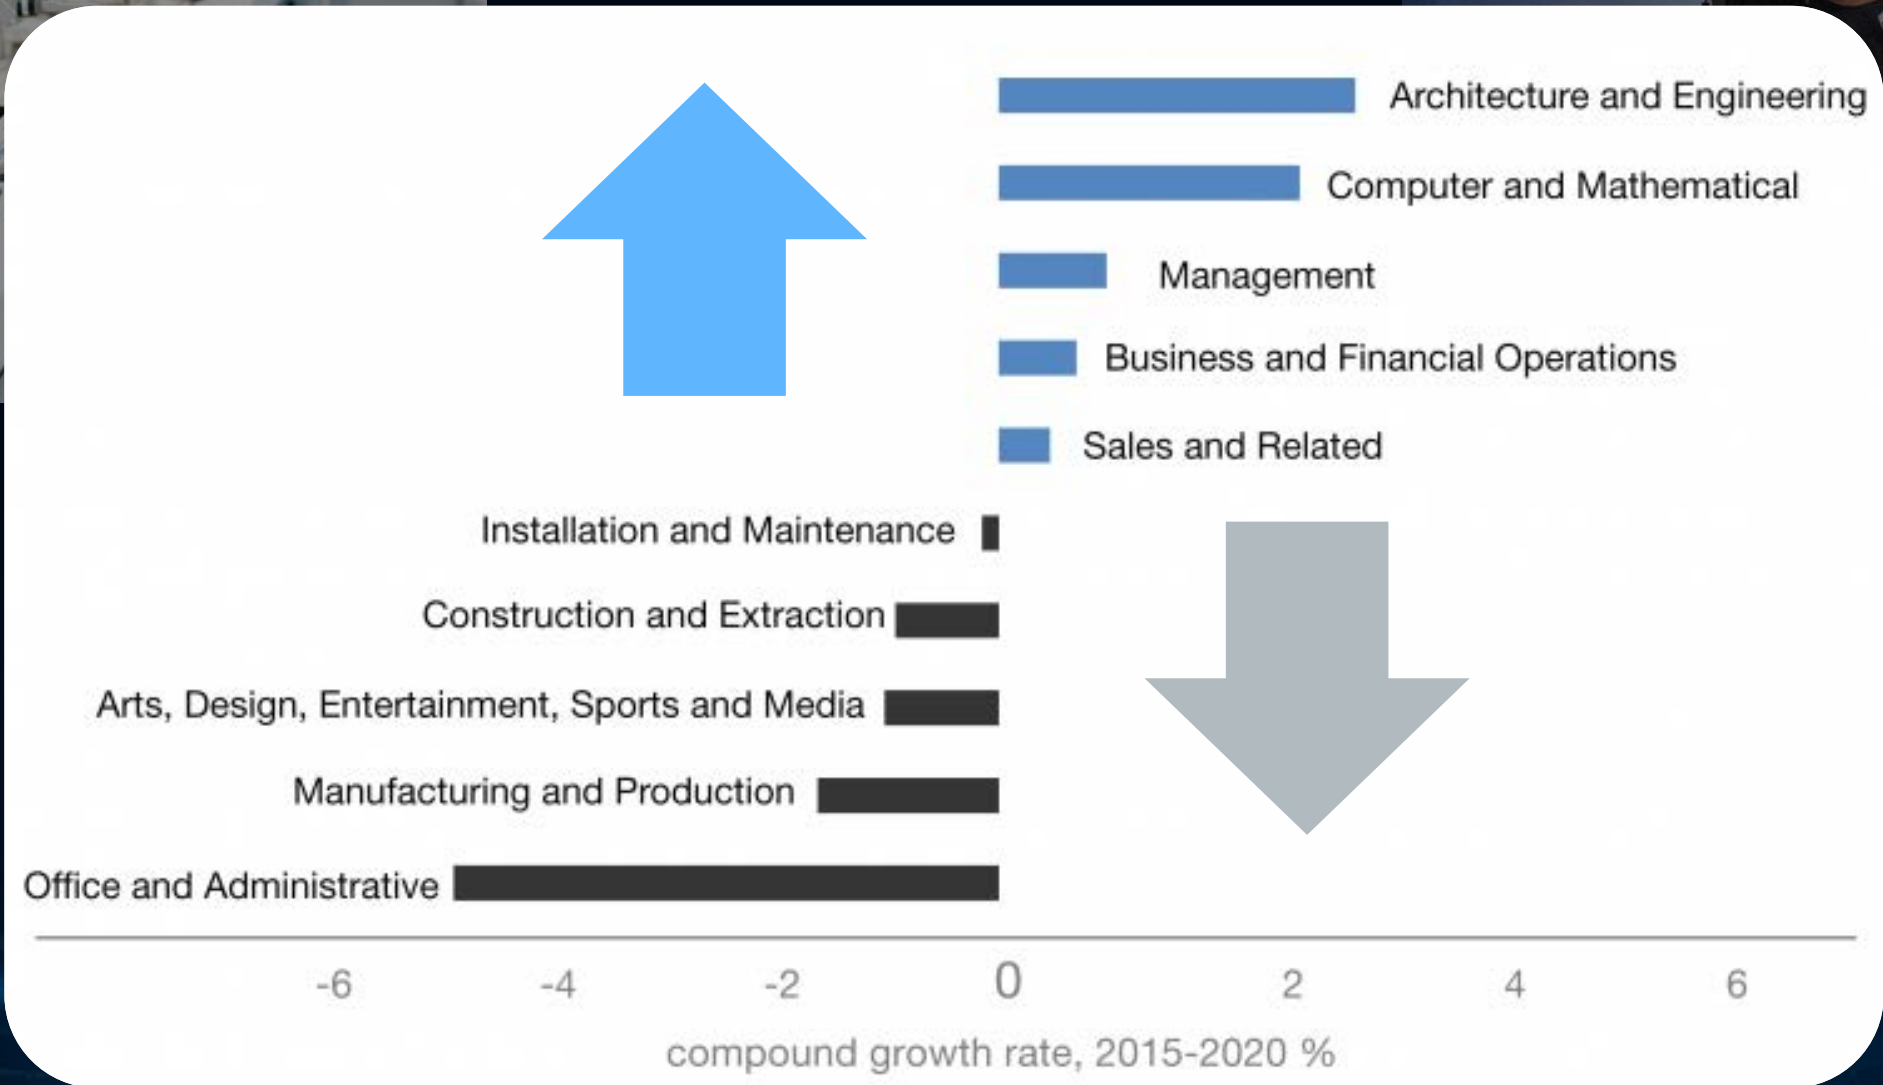 Architecture and Engineering
Computer and Mathematical
Management
Business and Financial Operations
Sales and Related
Installation and Maintenance
Construction and Extraction
Arts, Design, Entertainment, Sports and Media
Manufacturing and Production
Office and Administrative
-6 -4 -2 0 2 4 6
compound growth rate, 2015-2020 %